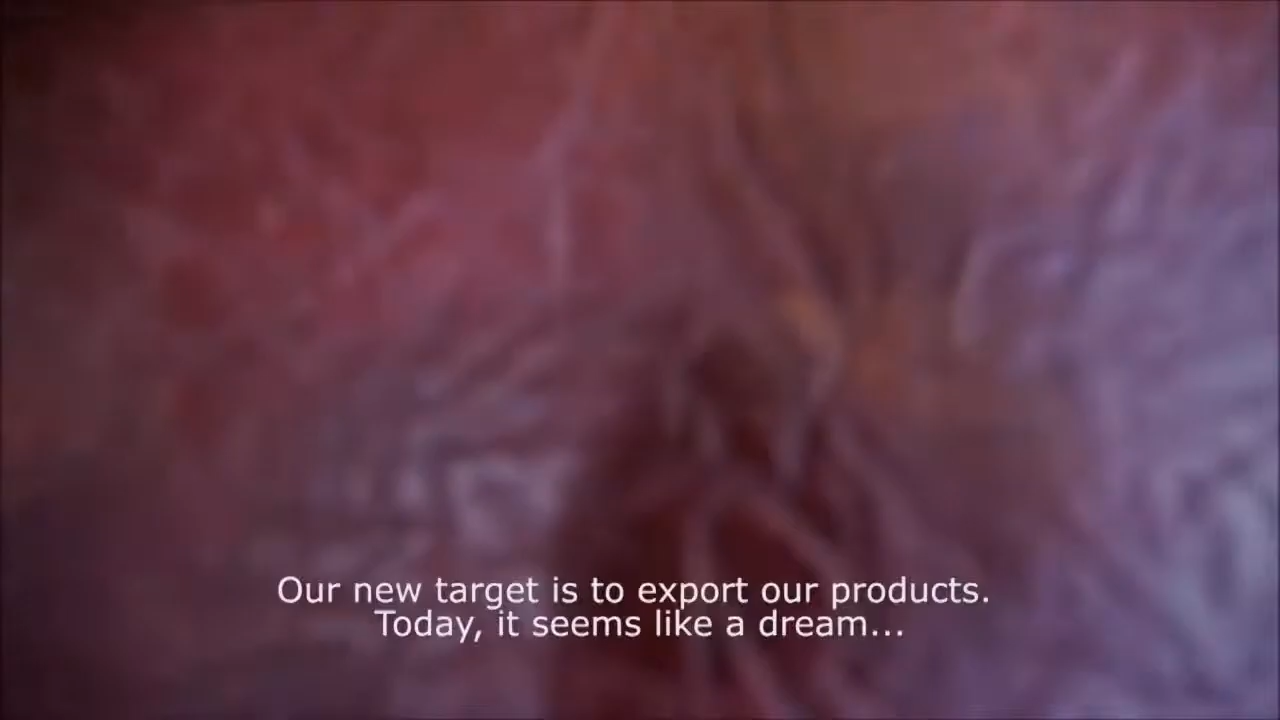 Our new target is to export our products.
Today, it seems like a dream...